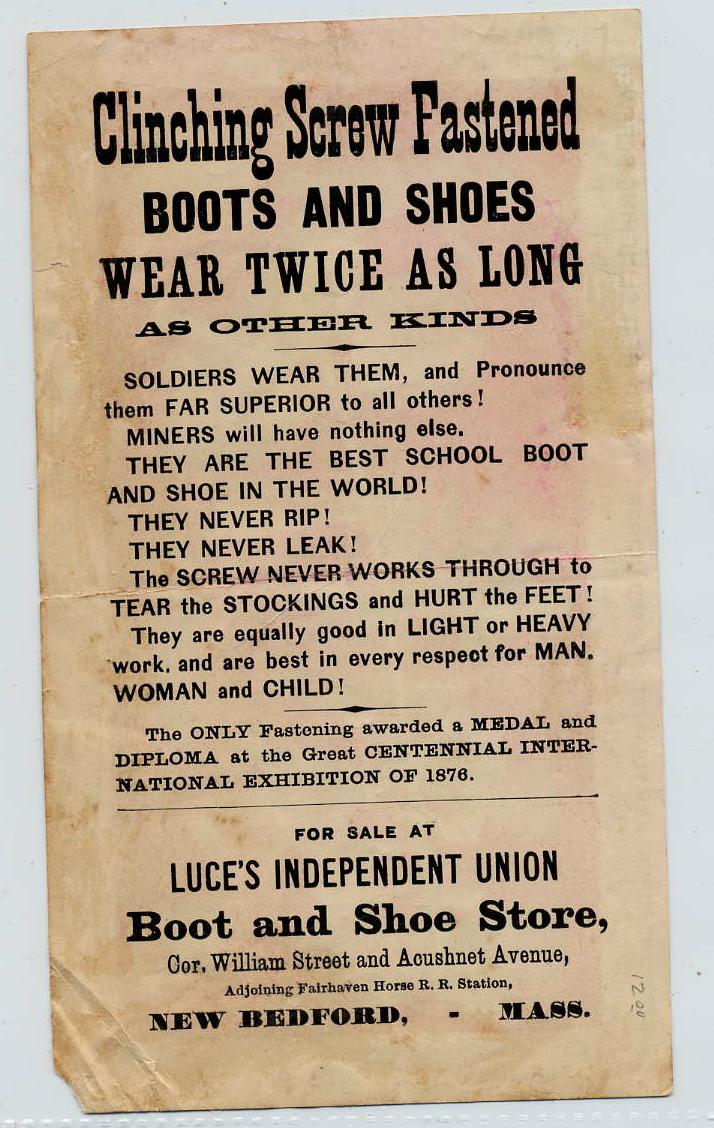 Clinching Screw Fastened
BOOTS AND SHOES
WEAR TWICE AS LONG
AS OTHER KINDS
SOLDIERS WEAR THEM, and Pronounce
them FAR SUPERIOR to all others!
MINERS will have nothing else.
THEY ARE THE BEST SCHOOL BOOT
AND SHOE IN THE WORLD!
THEY NEVER RIP!
THEY NEVER LEAK!
The SCREW NEVER WORKS THROUGH to
TEAR the STOCKINGS and HURT the FEET!
They are equally good in LIGHT or HEAVY
work, and are best in every respect for MAN,
WOMAN and CHILD!
The ONLY Fastening awarded a MEDAL and
DIPLOMA at the Great CENTENNIAL INTER-
NATIONAL EXHIBITION OF 1876.
FOR SALE AT
LUCE'S INDEPENDENT UNION
Boot and Shoe Store,
Cor. William Street and Acushnet Avenue,
Adjoining Fairhaven Horse R. R. Station,
NEW BEDFORD, - MASS.
12.00